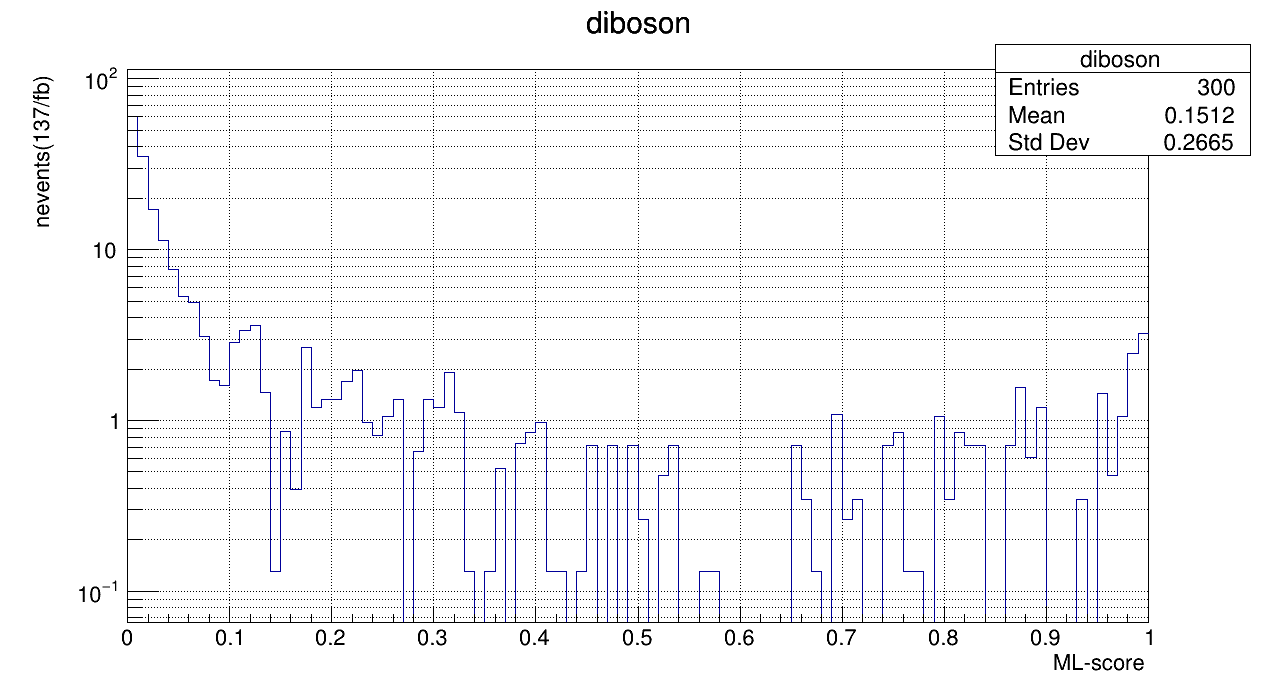 diboson
diboson
Entries 300
Mean 0.1512
Std Dev 0.2665
nevents(137/fb)
10²
10
1
10⁻¹
0 0.1 0.2 0.3 0.4 0.5 0.6 0.7 0.8 0.9 1
ML-score